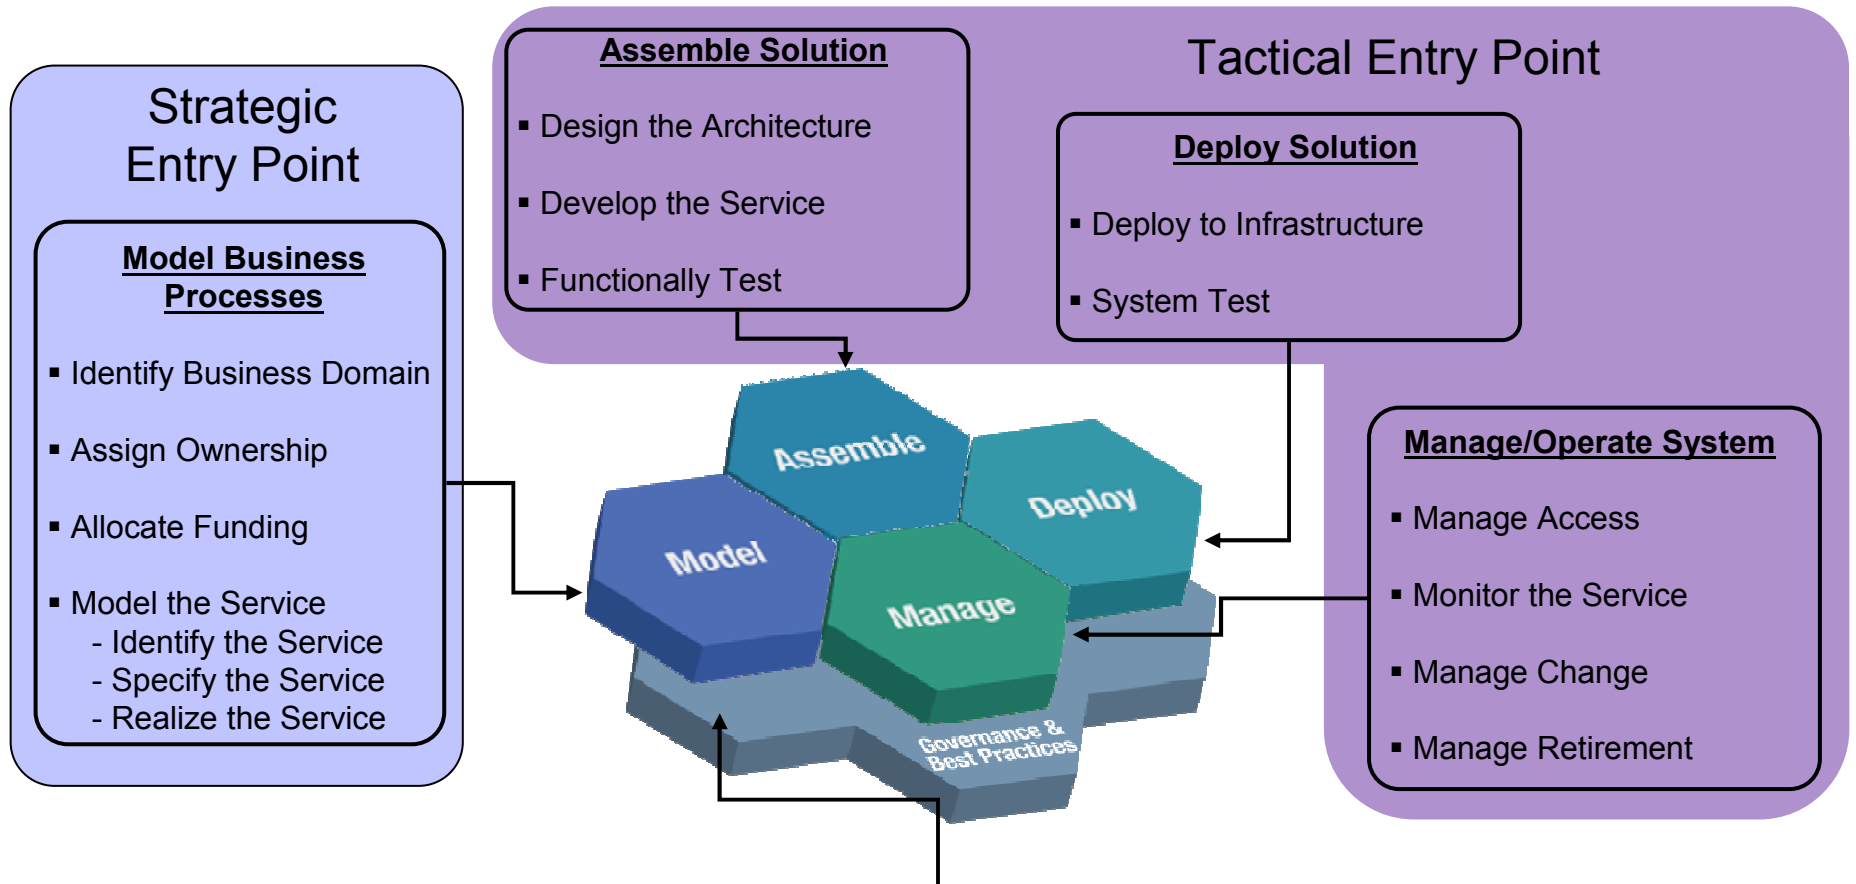 Strategic
Entry Point
Model Business
Processes
▪ Identify Business Domain
▪ Assign Ownership
▪ Allocate Funding
▪ Model the Service
- Identify the Service
- Specify the Service
- Realize the Service
Tactical Entry Point
Assemble Solution
▪ Design the Architecture
▪ Develop the Service
▪ Functionally Test
Deploy Solution
▪ Deploy to Infrastructure
▪ System Test
Manage/Operate System
▪ Manage Access
▪ Monitor the Service
▪ Manage Change
▪ Manage Retirement
Assemble
Deploy
Model
Manage
Governance &
Best Practices